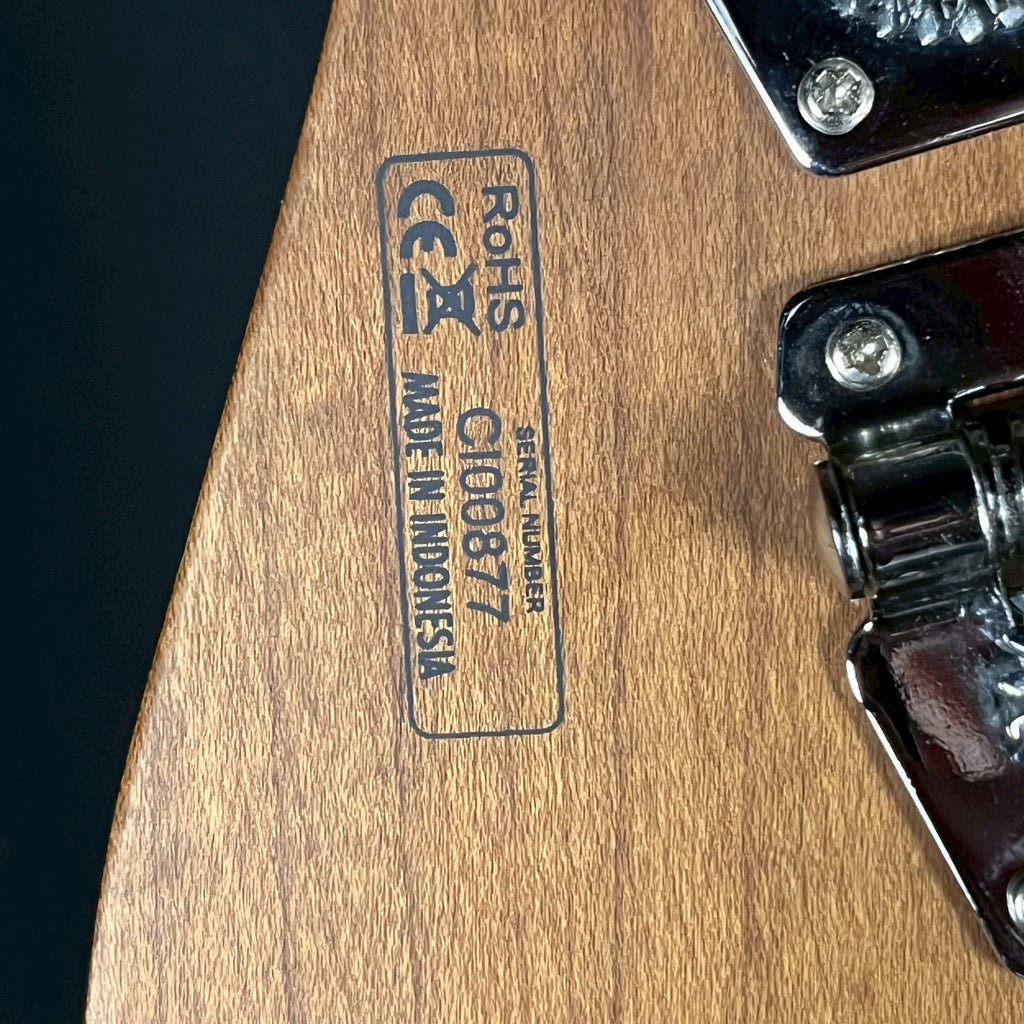 RoHS
CE
SERIAL NUMBER
CI00877
MADE IN INDONESIA